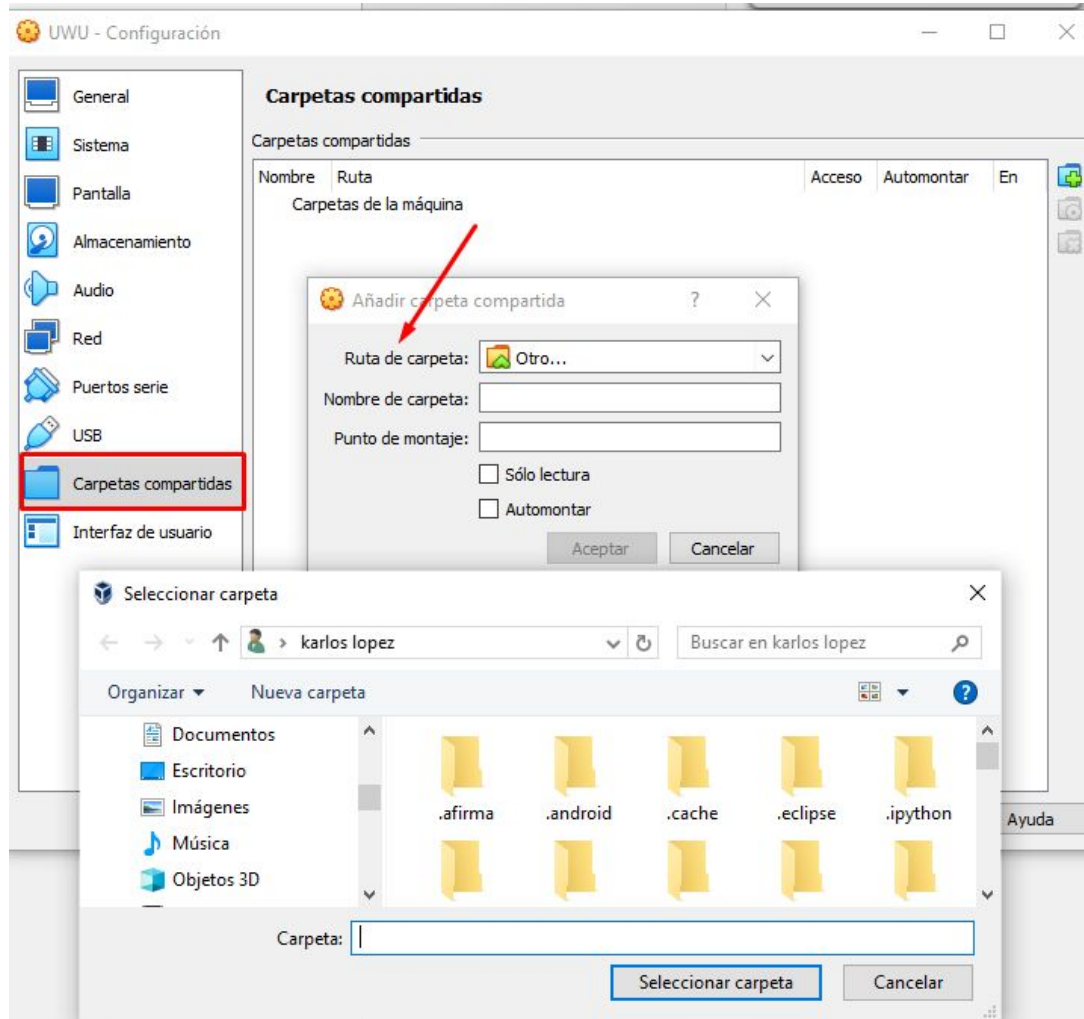 UWU - Configuración
General
Sistema
Pantalla
Almacenamiento
Audio
Red
Puertos serie
USB
Carpetas compartidas
Interfaz de usuario
Carpetas compartidas
Carpetas compartidas
Nombre Ruta Acceso Automontar En
Carpetas de la máquina
Añadir carpeta compartida ?
Ruta de carpeta: Otro...
Nombre de carpeta:
Punto de montaje:
Sólo lectura
Automontar
Aceptar Cancelar
Ayuda
Seleccionar carpeta
karlos lopez Buscar en karlos lopez
Organizar Nueva carpeta ?
Documentos
Escritorio
Imágenes
Música
Objetos 3D
.afirma .android .cache .eclipse .ipython
Carpeta:
Seleccionar carpeta Cancelar